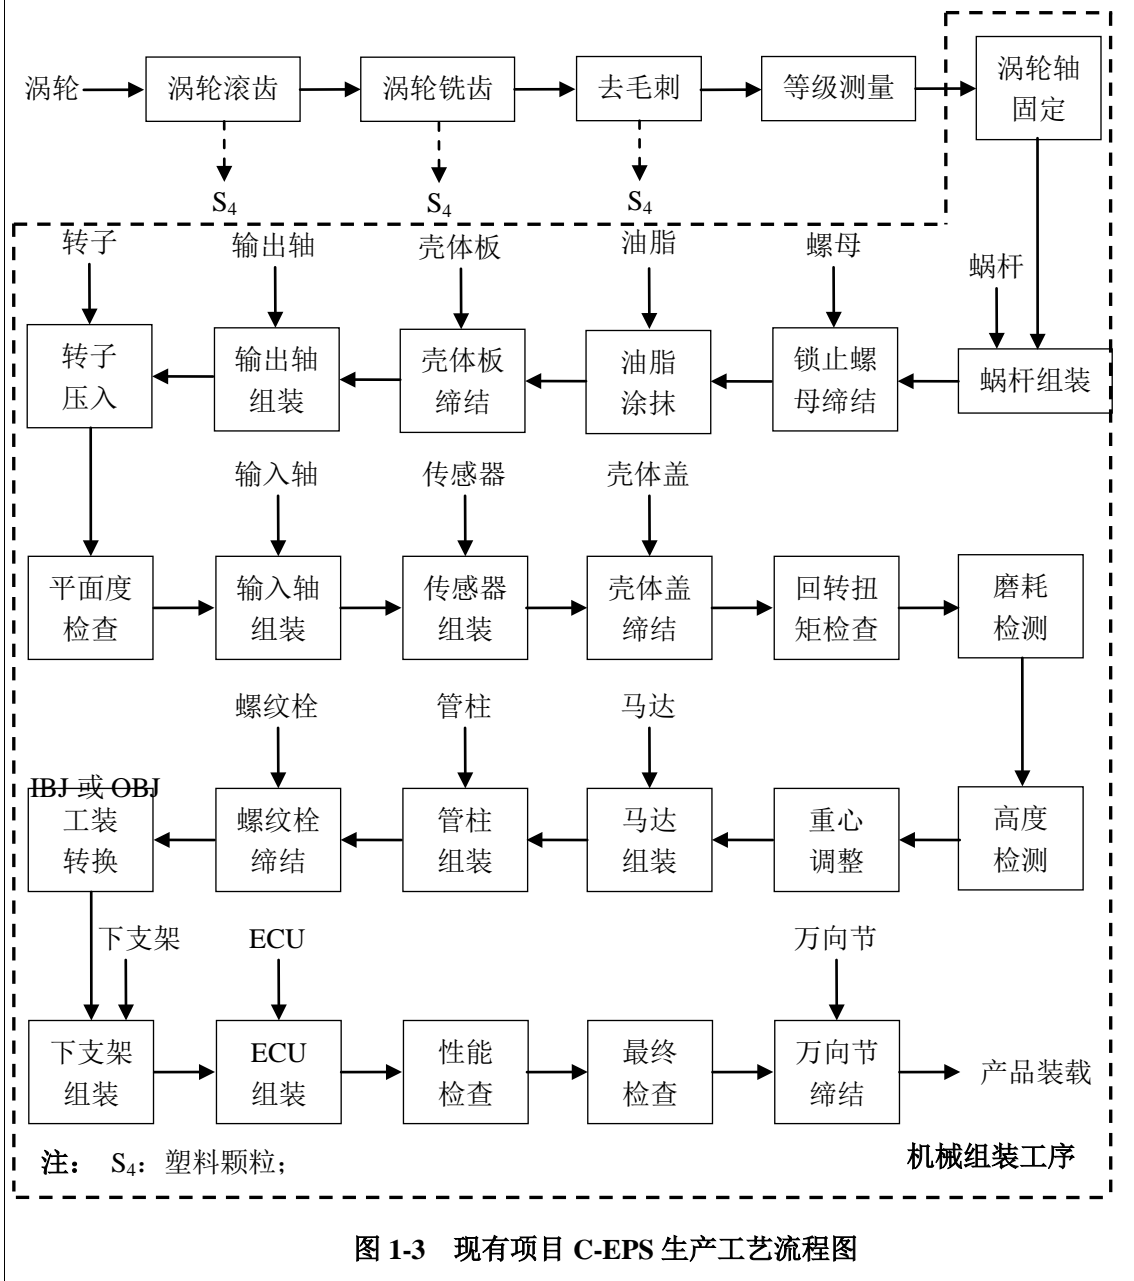 涡轮
涡轮滚齿
涡轮铣齿
去毛刺
等级测量
涡轮轴
固定
S₄
S₄
S₄
转子
输出轴
壳体板
油脂
螺母
蜗杆
转子
压入
输出轴
组装
壳体板
缔结
油脂
涂抹
锁止螺
母缔结
蜗杆组装
输入轴
传感器
壳体盖
平面度
检查
输入轴
组装
传感器
组装
壳体盖
缔结
回转扭
矩检查
磨耗
检测
螺纹栓
管柱
马达
IBJ 或 OBJ
工装
转换
螺纹栓
缔结
管柱
组装
马达
组装
重心
调整
高度
检测
下支架
ECU
万向节
下支架
组装
ECU
组装
性能
检查
最终
检查
万向节
缔结
产品装载
注： S₄：塑料颗粒；
机械组装工序
图 1-3 现有项目 C-EPS 生产工艺流程图